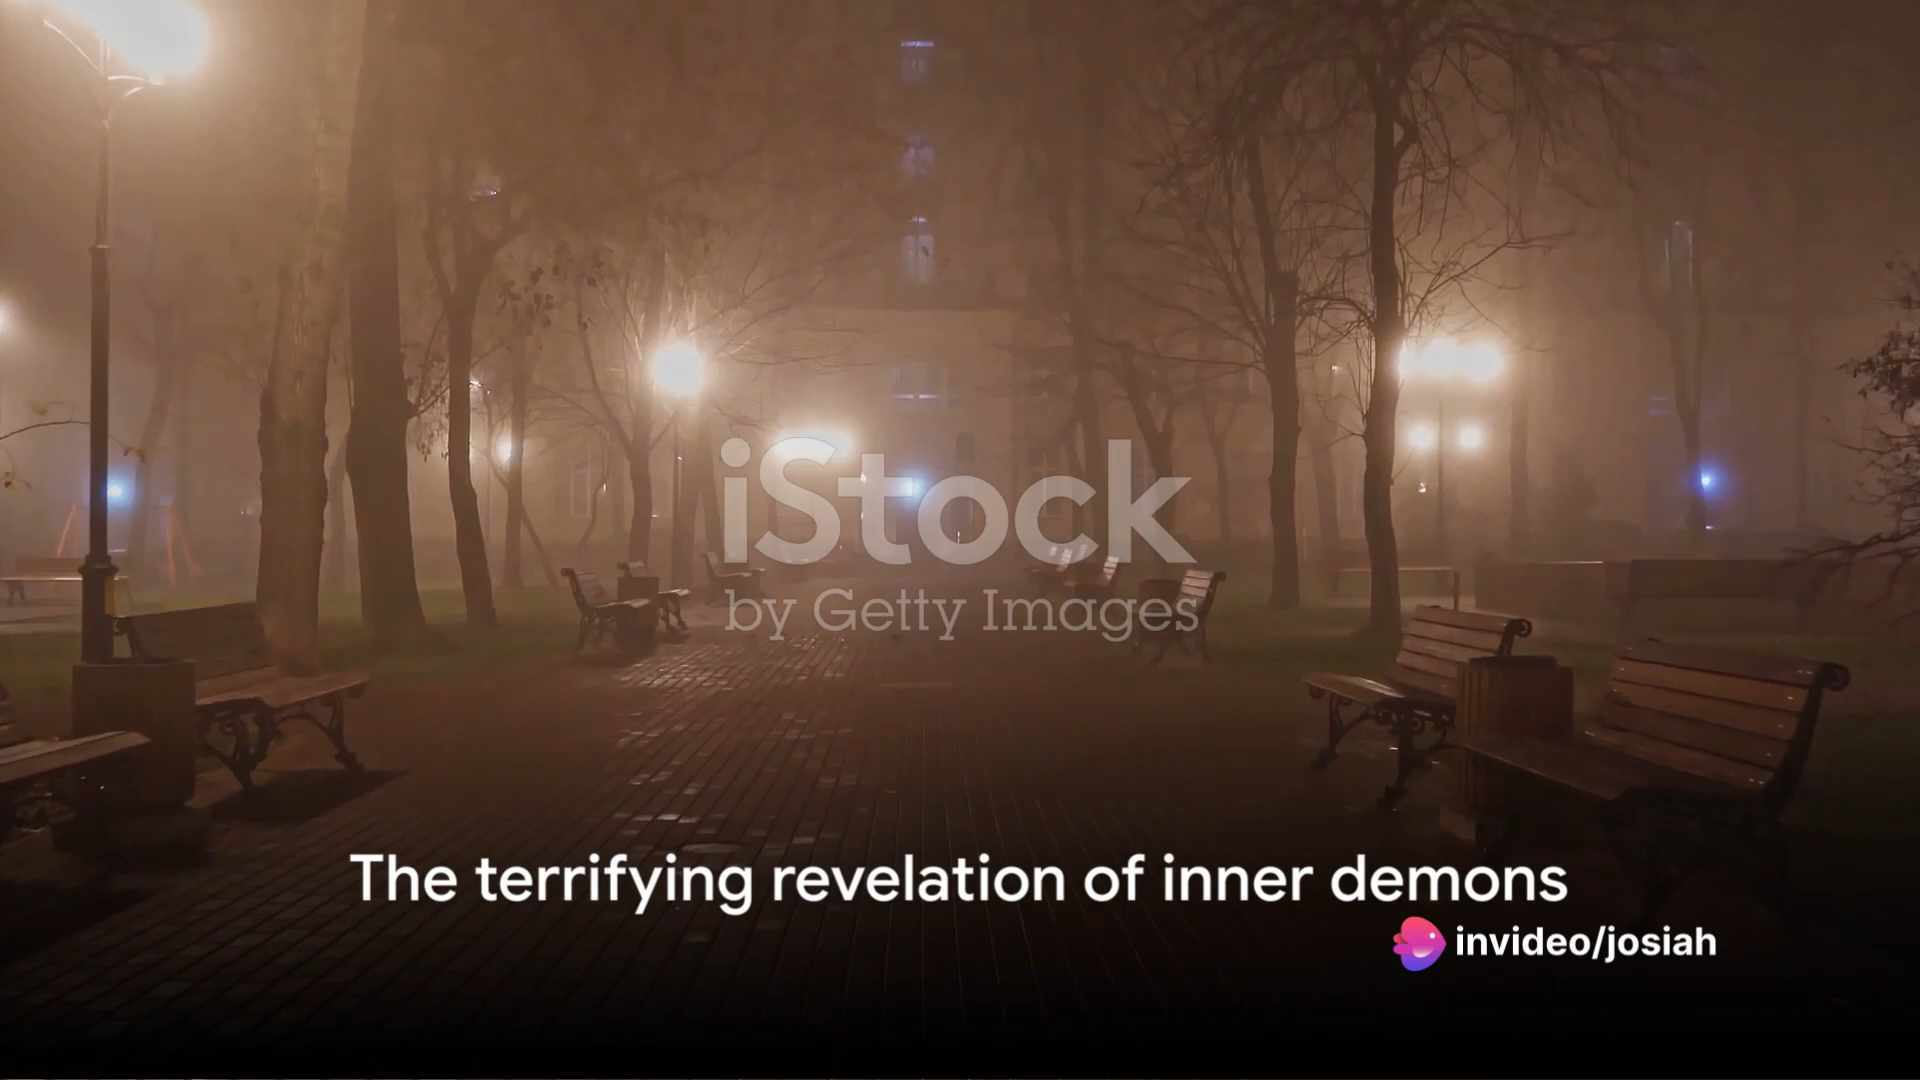 iStock
by Getty Images
The terrifying revelation of inner demons
invideo/josiah